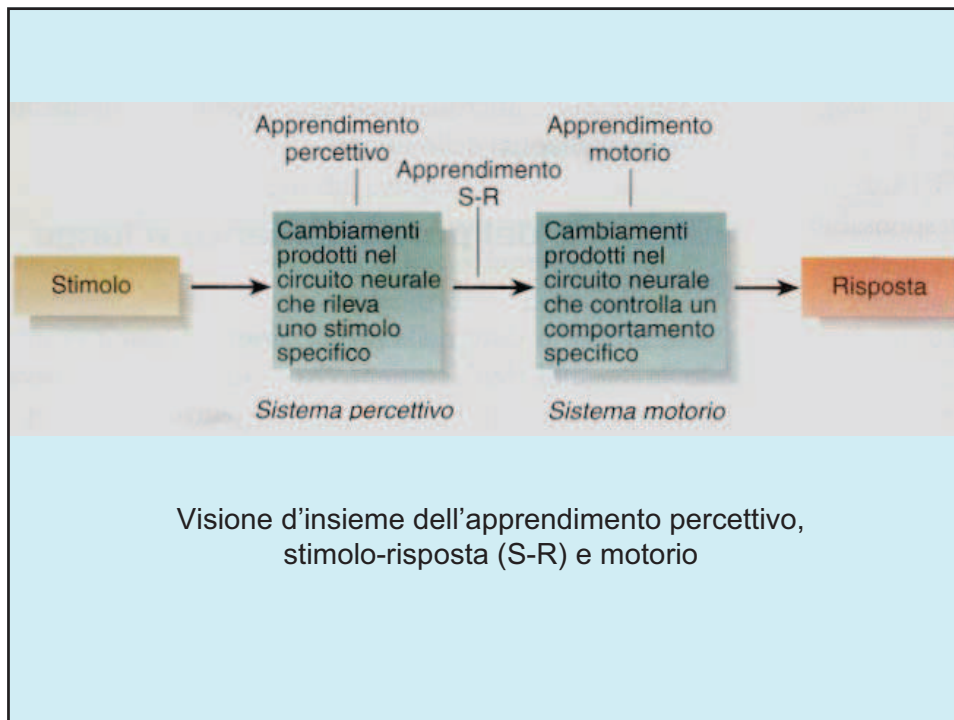 Apprendimento
percettivo
Apprendimento
motorio
Apprendimento
S-R
Stimolo
Cambiamenti
prodotti nel
circuito neurale
che rileva
uno stimolo
specifico
Cambiamenti
prodotti nel
circuito neurale
che controlla un
comportamento
specifico
Risposta
Sistema percettivo
Sistema motorio
Visione d’insieme dell’apprendimento percettivo,
stimolo-risposta (S-R) e motorio